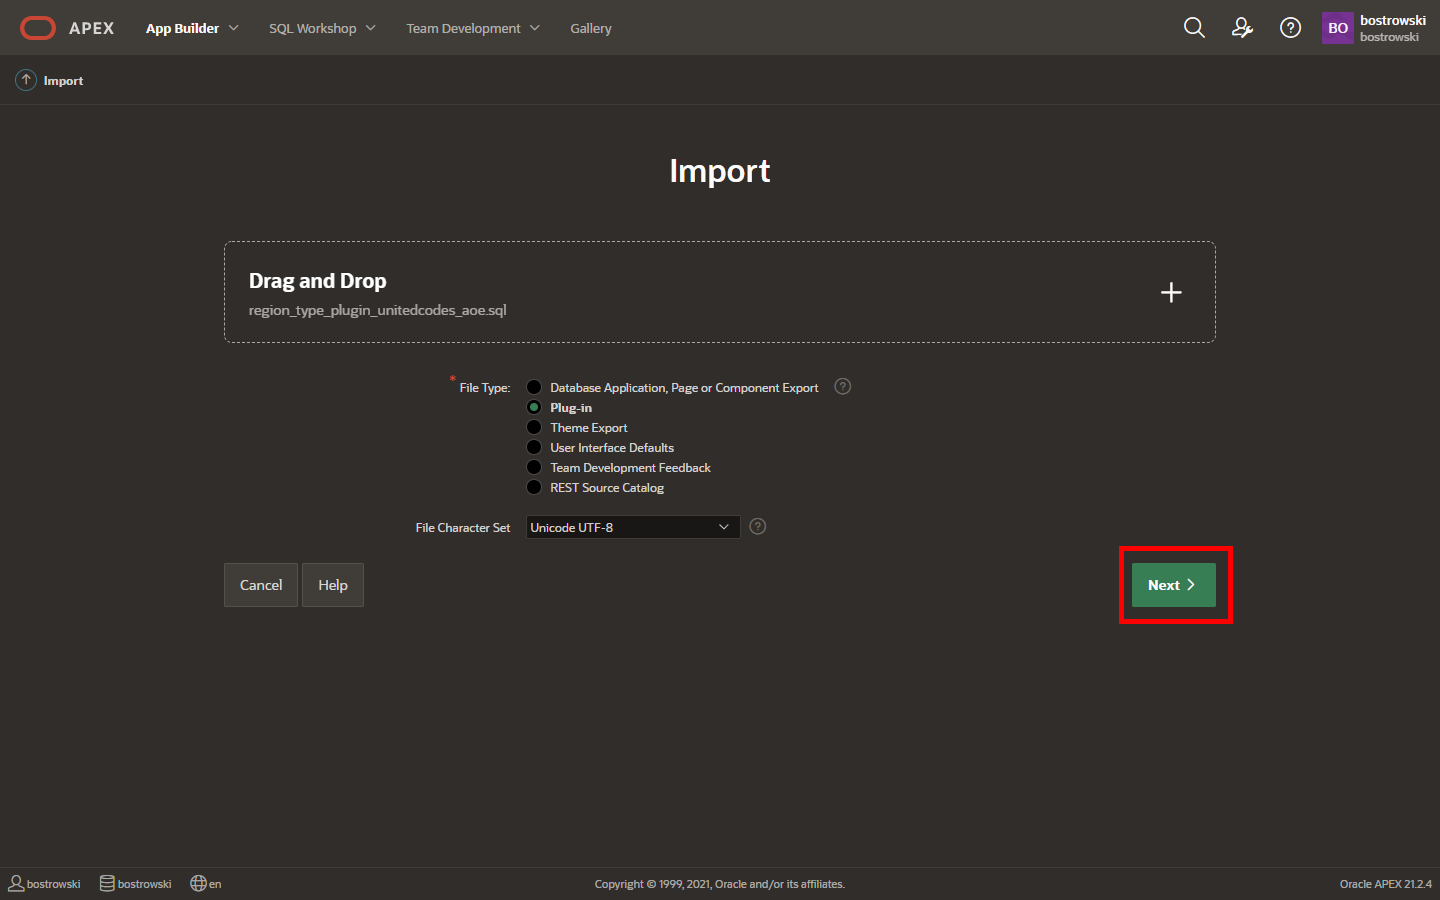 APEX App Builder SQL Workshop Team Development Gallery BO bostrowski
bostrowski
Import
Import
Drag and Drop
region_type_plugin_unitedcodes_aoe.sql
* File Type: Database Application, Page or Component Export ?
Plug-in
Theme Export
User Interface Defaults
Team Development Feedback
REST Source Catalog
File Character Set Unicode UTF-8 ?
Cancel Help Next
bostrowski bostrowski en Copyright © 1999, 2021, Oracle and/or its affiliates. Oracle APEX 21.2.4